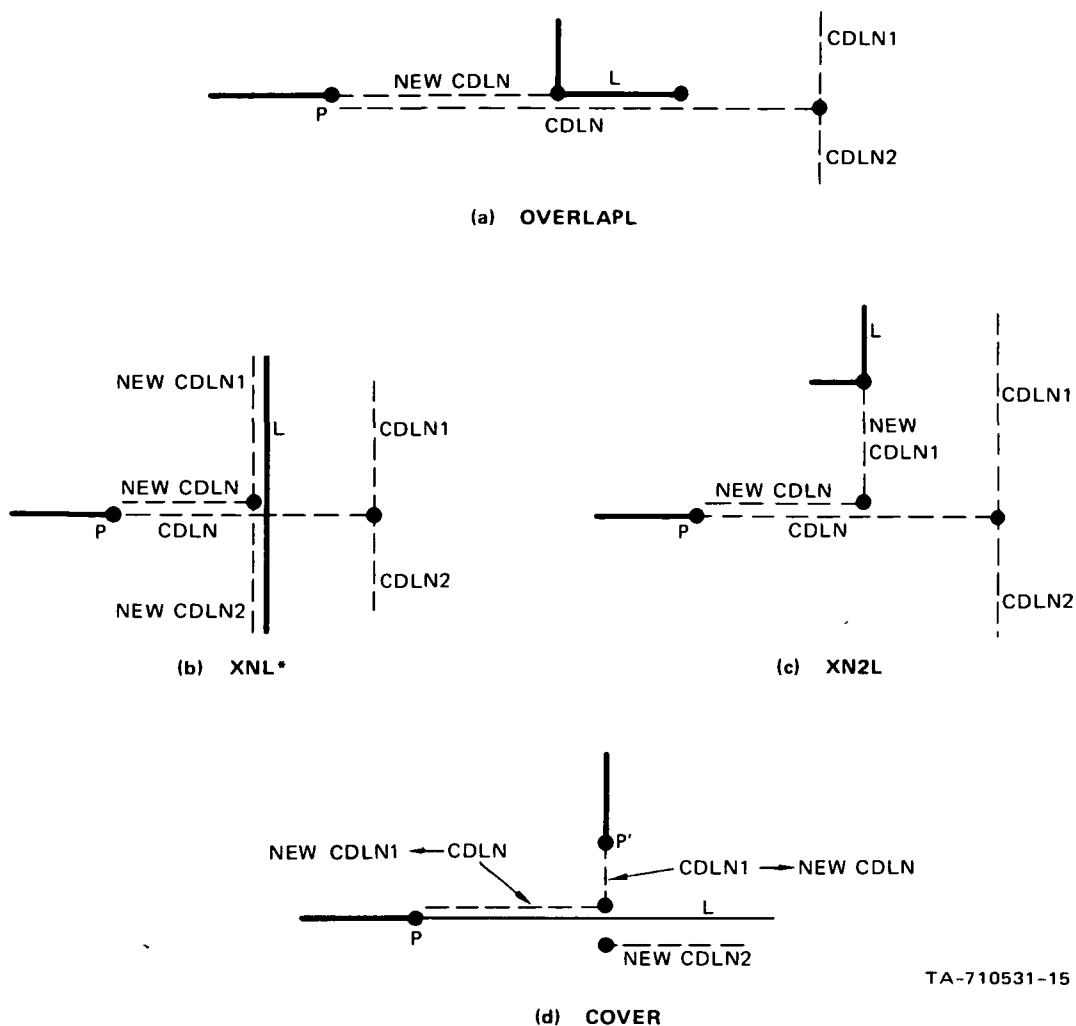 CDLN1
NEW CDLN
L
P
CDLN
CDLN2
(a) OVERLAPL
NEW CDLN1
L
CDLN1
NEW CDLN
P
CDLN
NEW CDLN2
CDLN2
(b) XNL*
L
CDLN1
NEW
CDLN1
NEW CDLN
P
CDLN
CDLN2
(c) XN2L
P'
NEW CDLN1
CDLN
CDLN1
NEW CDLN
L
P
NEW CDLN2
TA-710531-15
(d) COVER